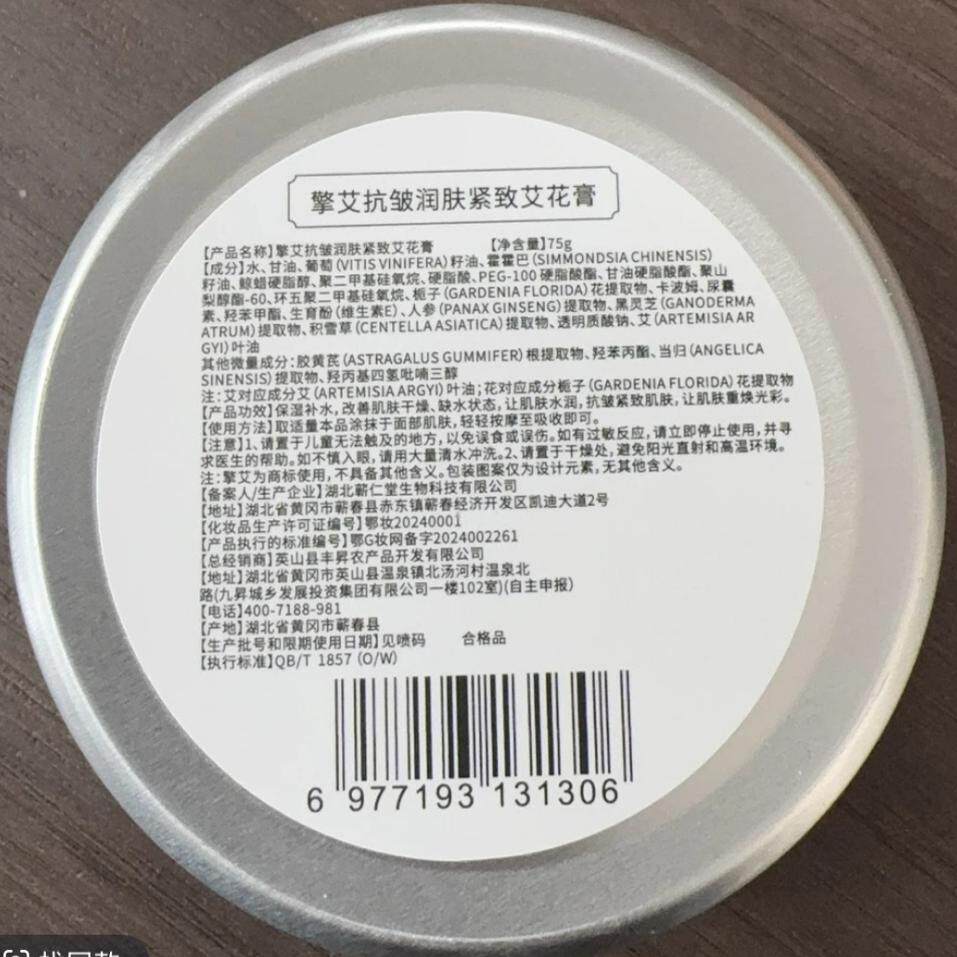 擎艾抗皱润肤紧致艾花膏
【产品名称】擎艾抗皱润肤紧致艾花膏 【净含量】75g
【成分】水、甘油、葡萄(VITIS VINIFERA)籽油、霍霍巴(SIMMONDSIA CHINENSIS)
籽油、鲸蜡硬脂醇、聚二甲基硅氧烷、硬脂酸、PEG-100硬脂酸酯、甘油硬脂酸酯、聚山
梨醇酯-60、环五聚二甲基硅氧烷、栀子(GARDENIA FLORIDA)花提取物、卡波姆、尿囊
素、羟苯甲酯、生育酚(维生素E)、人参(PANAX GINSENG)提取物、黑灵芝(GANODERMA
ATRUM)提取物、积雪草(CENTELLA ASIATICA)提取物、透明质酸钠、艾(ARTEMISIA AR
GYI)叶油
其他微量成分:胶黄芪(ASTRAGALUS GUMMIFER)根提取物、羟苯丙酯、当归(ANGELICA
SINENSIS)提取物、羟丙基四氢吡喃三醇
注:艾对应成分艾(ARTEMISIA ARGYI)叶油;花对应成分栀子(GARDENIA FLORIDA)花提取物
【产品功效】保湿补水,改善肌肤干燥、缺水状态,让肌肤水润,抗皱紧致肌肤,让肌肤重焕光彩。
【使用方法】取适量本品涂抹于面部肌肤,轻轻按摩至吸收即可。
【注意】1、请置于儿童无法触及的地方,以免误食或误伤。如有过敏反应,请立即停止使用,并寻
求医生的帮助。如不慎入眼,请用大量清水冲洗。2、请置于干燥处,避免阳光直射和高温环境。
注:擎艾为商标使用,不具备其他含义。包装图案仅为设计元素,无其他含义。
【备案人/生产企业】湖北蕲仁堂生物科技有限公司
【地址】湖北省黄冈市蕲春县赤东镇蕲春经济开发区凯迪大道2号
【化妆品生产许可证编号】鄂妆20240001
【产品执行的标准编号】鄂G妆网备字2024002261
【总经销商】英山县丰昇农产品开发有限公司
【地址】湖北省黄冈市英山县温泉镇北汤河村温泉北
路(九昇城乡发展投资集团有限公司一楼102室)(自主申报)
【电话】400-7188-981
【产地】湖北省黄冈市蕲春县
【生产批号和限期使用日期】见喷码 合格品
【执行标准】QB/T 1857 (O/W)
6 977193 131306